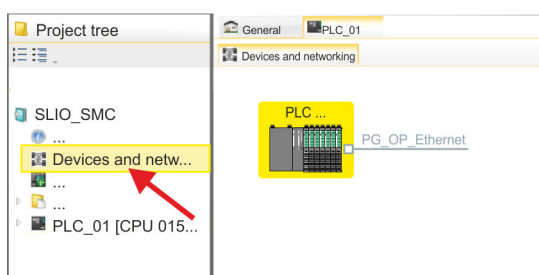 Project tree
SLIO_SMC
...
Devices and netw...
...
...
PLC_01 [CPU 015...
General
PLC_01
Devices and networking
PLC ...
PG_OP_Ethernet